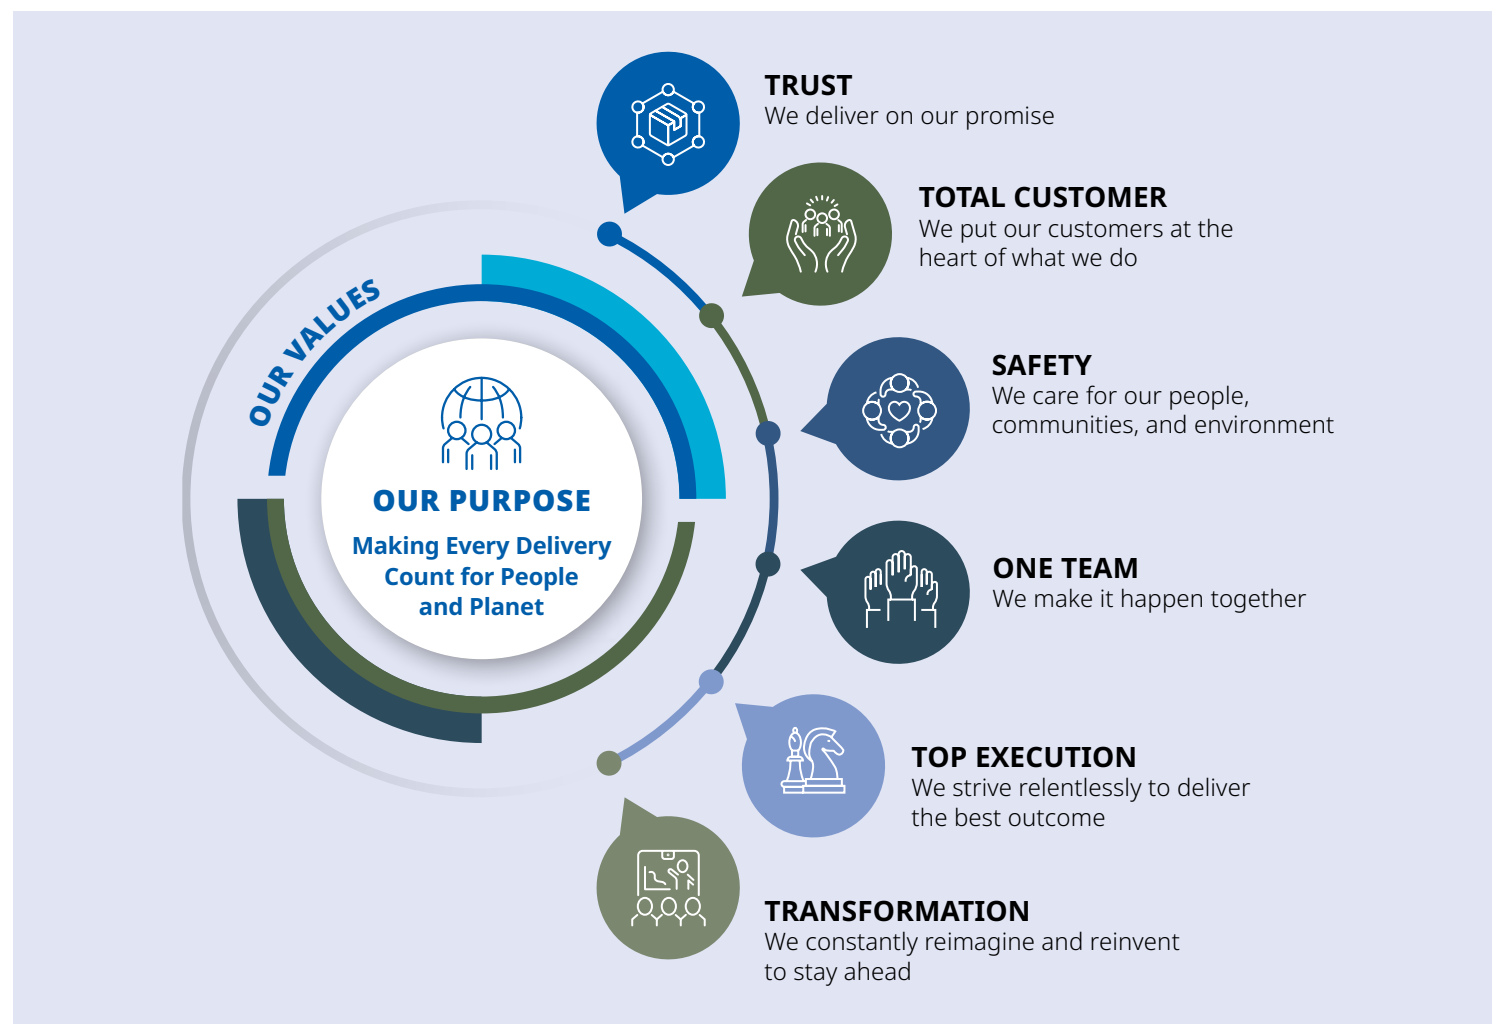 TRUST
We deliver on our promise
TOTAL CUSTOMER
We put our customers at the
heart of what we do
OUR VALUES
SAFETY
We care for our people,
communities, and environment
OUR PURPOSE
Making Every Delivery
Count for People
and Planet
ONE TEAM
We make it happen together
TOP EXECUTION
We strive relentlessly to deliver
the best outcome
TRANSFORMATION
We constantly reimagine and reinvent
to stay ahead